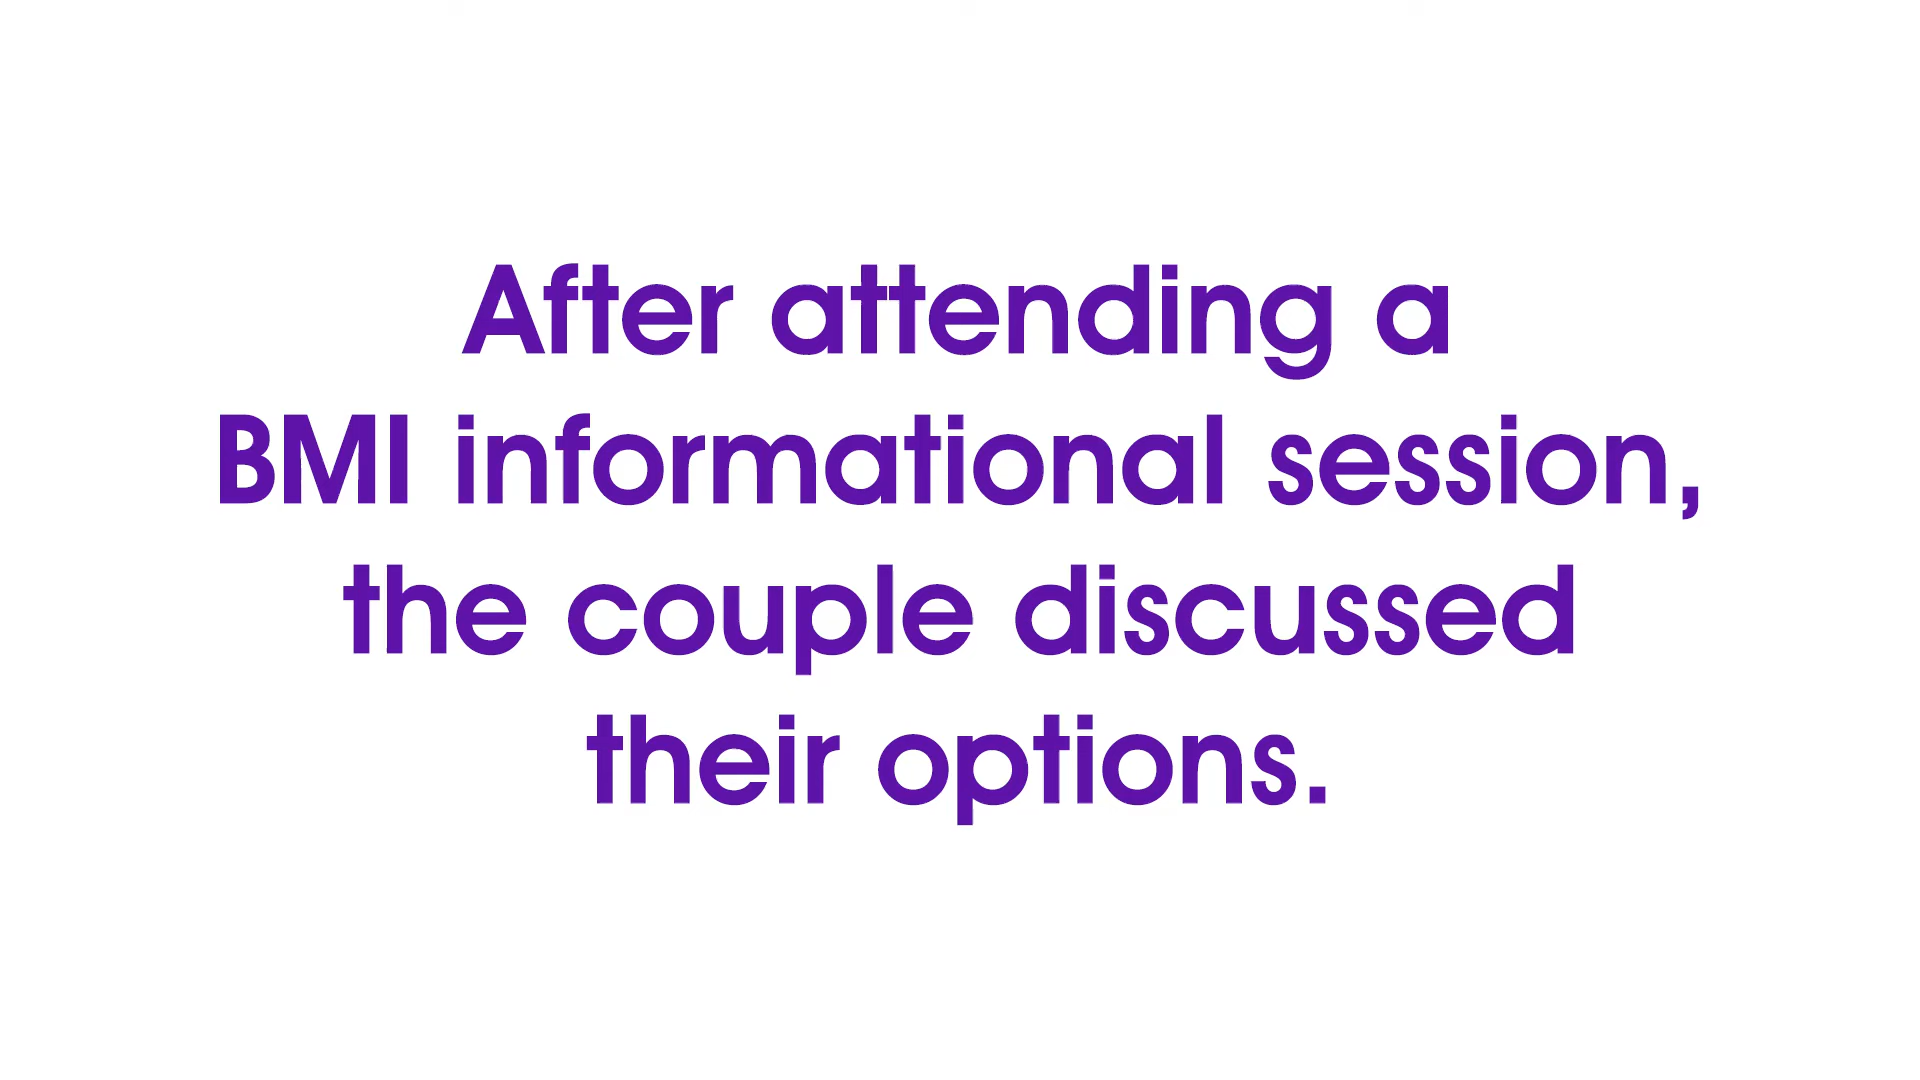 After attending a
BMI informational session,
the couple discussed
their options.